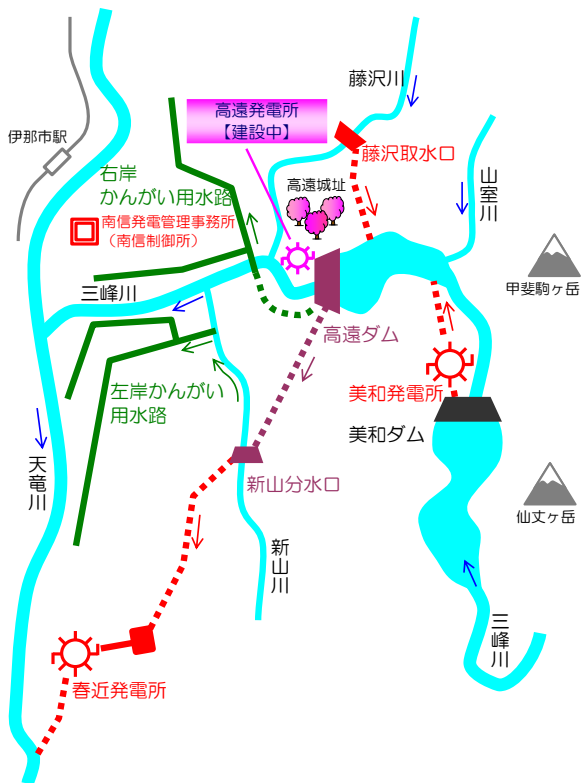 藤沢川
高遠発電所
【建設中】
伊那市駅
藤沢取水口
右岸
かんがい用水路
高遠城址
山室川
南信発電管理事務所
（南信制御所）
甲斐駒ヶ岳
三峰川
高遠ダム
左岸かんがい
用水路
美和発電所
美和ダム
天竜川
新山分水口
仙丈ヶ岳
新山川
三峰川
春近発電所